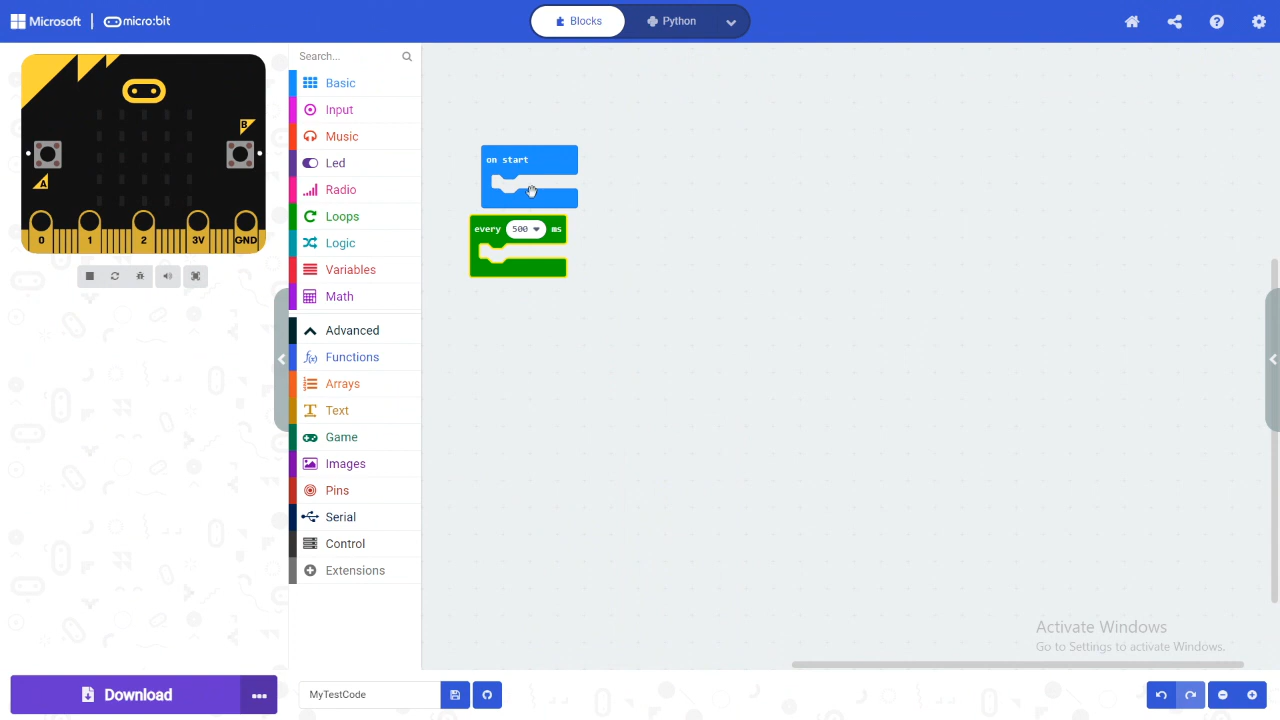 Microsoft micro:bit Blocks Python
Search...
Basic
Input
Music
Led
Radio
Loops
Logic
Variables
Math
Advanced
Functions
Arrays
Text
Game
Images
Pins
Serial
Control
Extensions
A
B
0 1 2 3V GND
on start
every 500 ms
Activate Windows
Go to Settings to activate Windows.
Download
MyTestCode